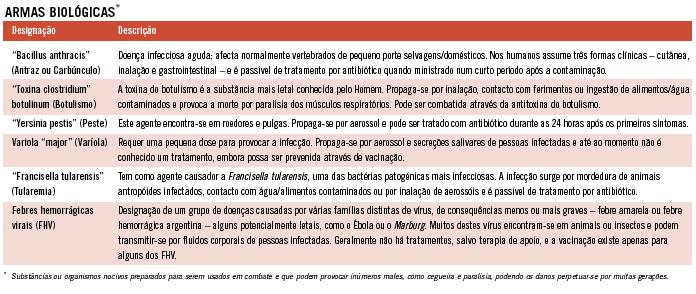 ARMAS BIOLÓGICAS*
Designação Descrição
“Bacillus anthracis” Doença infecciosa aguda; afecta normalmente vertebrados de pequeno porte selvagens/domésticos. Nos humanos assume três formas clínicas – cutânea,
(Antraz ou Carbúnculo) inalação e gastrointestinal – e é passível de tratamento por antibiótico quando ministrado num curto período após a contaminação.
“Toxina clostridium” A toxina do botulismo é a substância mais letal conhecida pelo Homem. Propaga-se por inalação, contacto com ferimentos ou ingestão de alimentos/água
botulinum (Botulismo) contaminados e provoca a morte por paralisia dos músculos respiratórios. Pode ser combatida através da antitoxina do botulismo.
“Yersinia pestis” (Peste) Este agente encontra-se em roedores e pulgas. Propaga-se por aerosol e pode ser tratado com antibiótico durante as 24 horas após os primeiros sintomas.
Varíola “major” (Varíola) Requer uma pequena dose para provocar a infecção. Propaga-se por aerosol e secreções salivares de pessoas infectadas e até ao momento não é
conhecido um tratamento, embora possa ser prevenida através de vacinação.
“Francisella tularensis” Tem como agente causador a Francisella tularensis, uma das bactérias patogénicas mais infecciosas. A infecção surge por mordedura de animais
(Tularemia) antropóides infectados, contacto com água/alimentos contaminados ou por inalação de aerosóis e é passível de tratamento por antibiótico.
Febres hemorrágicas Designação de um grupo de doenças causadas por várias famílias distintas de vírus, de consequências menos ou mais graves – febre amarela ou febre
virais (FHV) hemorrágica argentina – alguns potencialmente letais, como o Ébola ou o Marburg. Muitos destes vírus encontram-se em animais ou insectos e podem
transmitir-se por fluidos corporais de pessoas infectadas. Geralmente não há tratamentos, salvo terapia de apoio, e a vacinação existe apenas para
alguns dos FHV.
* Substâncias ou organismos nocivos preparados para serem usados em combate e que podem provocar inúmeros males, como cegueira e paralisia, podendo os danos perpetuar-se por muitas gerações.